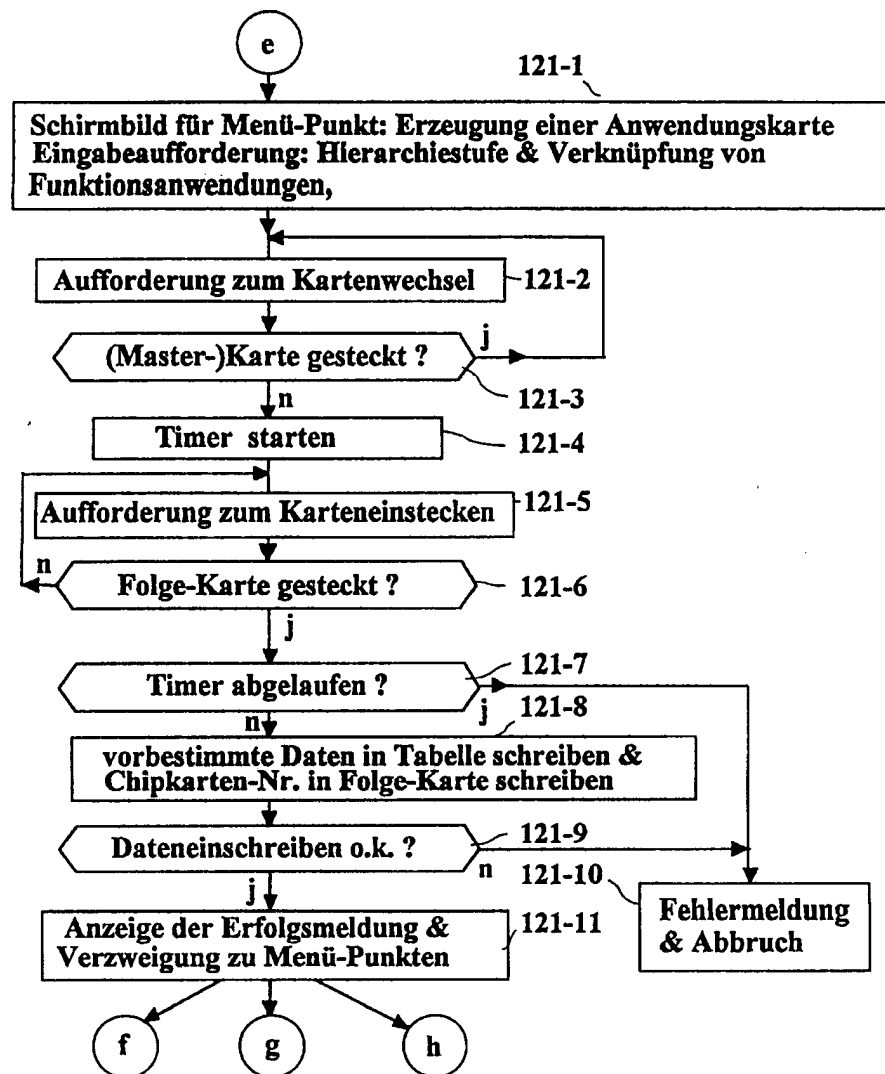 e
121-1
Schirmbild für Menü-Punkt: Erzeugung einer Anwendungskarte
Eingabeaufforderung: Hierarchiestufe & Verknüpfung von
Funktionsanwendungen,
Aufforderung zum Kartenwechsel
121-2
(Master-)Karte gesteckt ?
j
121-3
n
Timer starten
121-4
Aufforderung zum Karteneinstecken
121-5
n
Folge-Karte gesteckt ?
121-6
j
Timer abgelaufen ?
121-7
n
j
121-8
vorbestimmte Daten in Tabelle schreiben &
Chipkarten-Nr. in Folge-Karte schreiben
Dateneinschreiben o.k. ?
121-9
n
j
121-10
Fehlermeldung
& Abbruch
Anzeige der Erfolgsmeldung &
Verzweigung zu Menü-Punkten
121-11
f
g
h